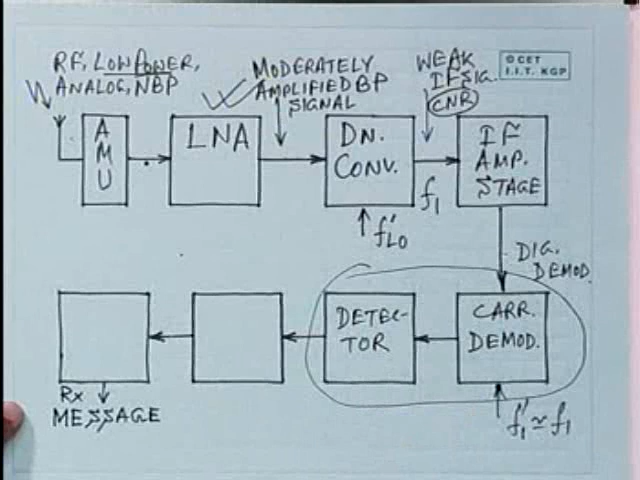 RF, LOW POWER,
ANALOG, NBP
MODERATELY
AMPLIFIED BP
SIGNAL
WEAK
IF SIG.
CNR
© CET
I.I.T. KGP
AMU
LNA
DN.
CONV.
f₁
IF
AMP.
STAGE
f'LO
DIG.
DEMOD.
DETEC-
TOR
CARR.
DEMOD.
Rx
MESSAGE
f₁' ≃ f₁